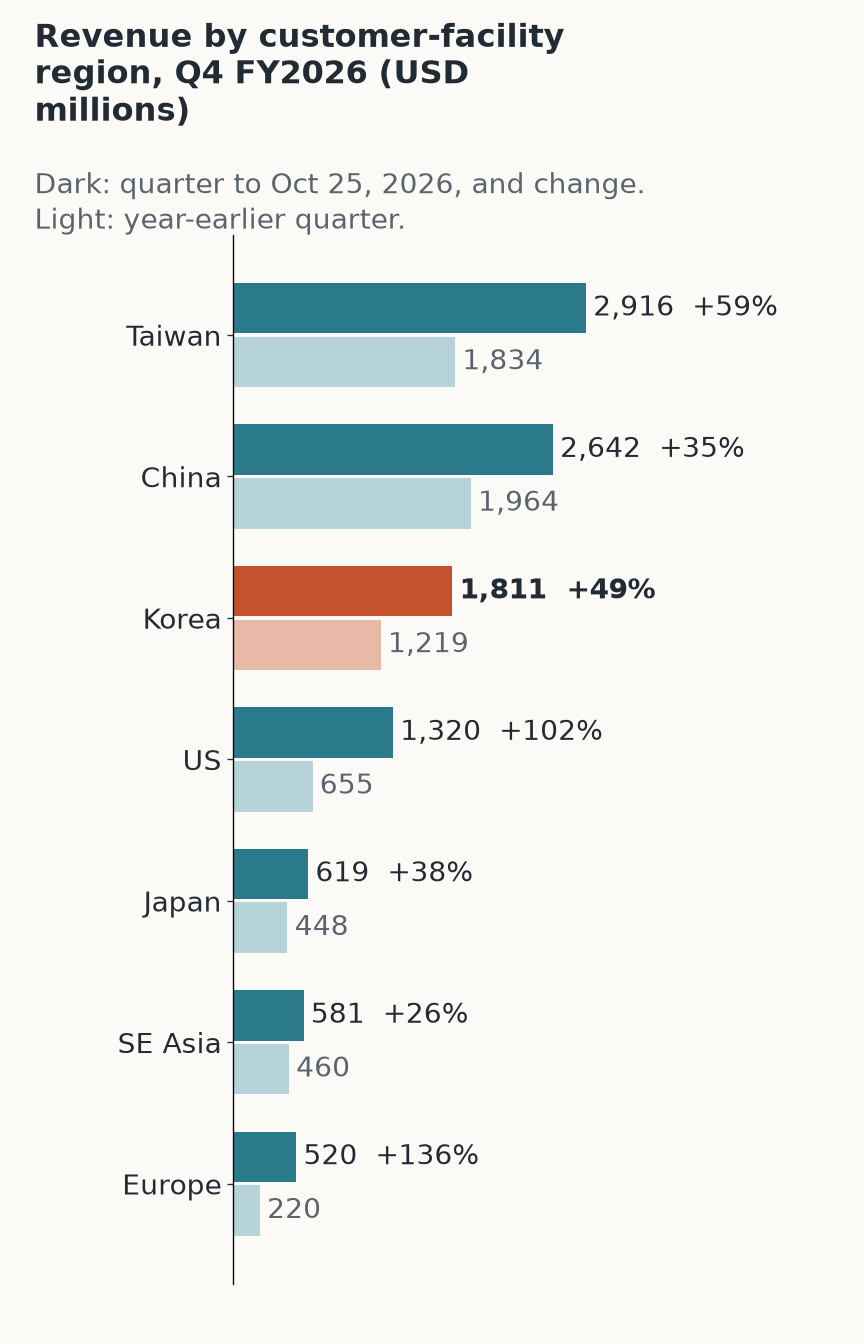 Revenue by customer-facility
region, Q4 FY2026 (USD
millions)
Dark: quarter to Oct 25, 2026, and change.
Light: year-earlier quarter.
2,916 +59%
Taiwan
1,834
2,642 +35%
China
1,964
1,811 +49%
Korea
1,219
1,320 +102%
US
655
619 +38%
Japan
448
581 +26%
SE Asia
460
520 +136%
Europe
220